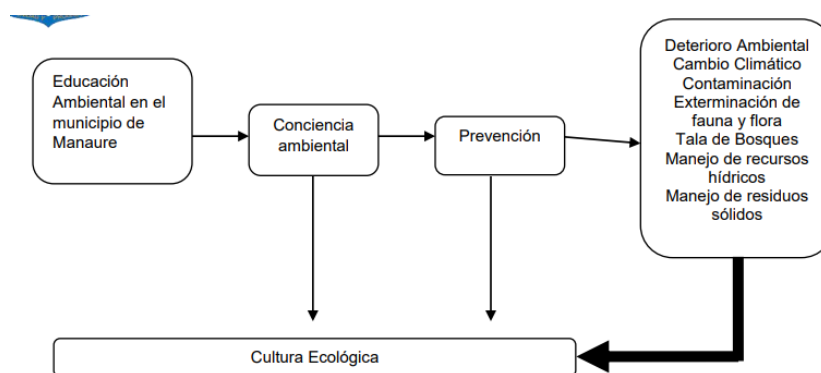 Educación
Ambiental en el
municipio de
Manaure
Conciencia
ambiental
Prevención
Deterioro Ambiental
Cambio Climático
Contaminación
Exterminación de
fauna y flora
Tala de Bosques
Manejo de recursos
hídricos
Manejo de residuos
sólidos
Cultura Ecológica